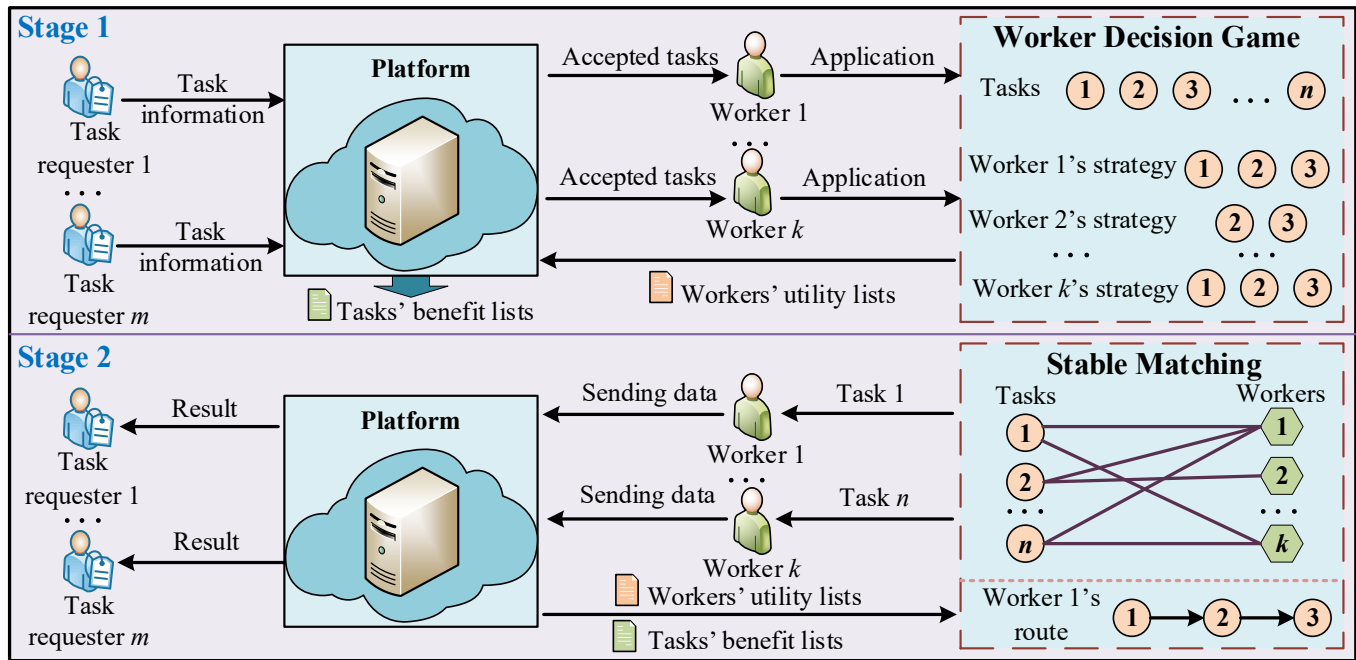 Stage 1
Task
requester 1
. . .
Task
requester m
Task
information
Task
information
Platform
Tasks' benefit lists
Accepted tasks
Accepted tasks
Worker 1
. . .
Worker k
Application
Application
Workers' utility lists
Worker Decision Game
Tasks 1 2 3 . . . n
Worker 1's strategy 1 2 3
Worker 2's strategy 2 3
. . . . . .
Worker k's strategy 1 2 3
Stage 2
Task
requester 1
. . .
Task
requester m
Result
Result
Platform
Sending data
Sending data
Worker 1
. . .
Worker k
Task 1
Task n
Workers' utility lists
Tasks' benefit lists
Stable Matching
Tasks Workers
1 1
2 2
. . . . . .
n k
Worker 1's
route
1 2 3